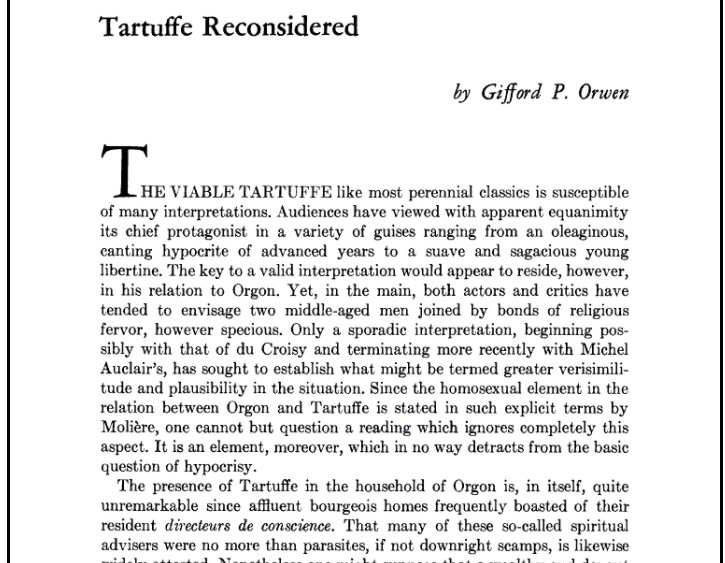 Tartuffe Reconsidered
by Gifford P. Orwen
THE VIABLE TARTUFFE like most perennial classics is susceptible
of many interpretations. Audiences have viewed with apparent equanimity
its chief protagonist in a variety of guises ranging from an oleaginous,
canting hypocrite of advanced years to a suave and sagacious young
libertine. The key to a valid interpretation would appear to reside, however,
in his relation to Orgon. Yet, in the main, both actors and critics have
tended to envisage two middle-aged men joined by bonds of religious
fervor, however specious. Only a sporadic interpretation, beginning pos-
sibly with that of du Croisy and terminating more recently with Michel
Auclair's, has sought to establish what might be termed greater verisimili-
tude and plausibility in the situation. Since the homosexual element in the
relation between Orgon and Tartuffe is stated in such explicit terms by
Molière, one cannot but question a reading which ignores completely this
aspect. It is an element, moreover, which in no way detracts from the basic
question of hypocrisy.
The presence of Tartuffe in the household of Orgon is, in itself, quite
unremarkable since affluent bourgeois homes frequently boasted of their
resident directeurs de conscience. That many of these so-called spiritual
advisers were no more than parasites, if not downright scamps, is likewise